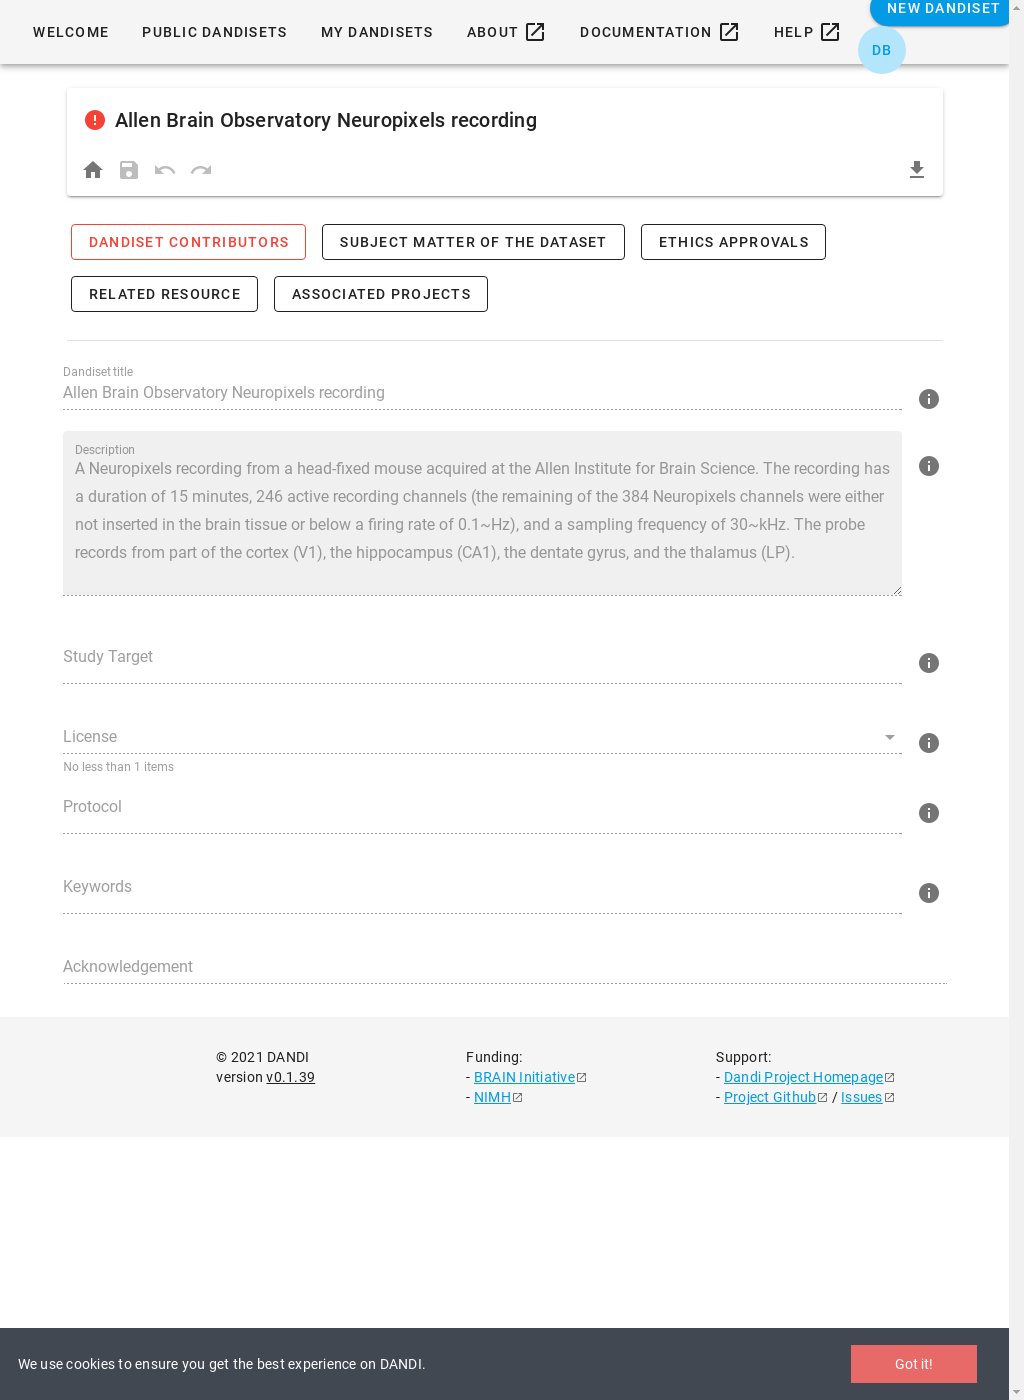 WELCOME PUBLIC DANDISETS MY DANDISETS ABOUT DOCUMENTATION HELP NEW DANDISET
DB
Allen Brain Observatory Neuropixels recording
DANDISET CONTRIBUTORS SUBJECT MATTER OF THE DATASET ETHICS APPROVALS
RELATED RESOURCE ASSOCIATED PROJECTS
Dandiset title
Allen Brain Observatory Neuropixels recording
Description
A Neuropixels recording from a head-fixed mouse acquired at the Allen Institute for Brain Science. The recording has
a duration of 15 minutes, 246 active recording channels (the remaining of the 384 Neuropixels channels were either
not inserted in the brain tissue or below a firing rate of 0.1~Hz), and a sampling frequency of 30~kHz. The probe
records from part of the cortex (V1), the hippocampus (CA1), the dentate gyrus, and the thalamus (LP).
Study Target
License
No less than 1 items
Protocol
Keywords
Acknowledgement
© 2021 DANDI
version v0.1.39
Funding:
- BRAIN Initiative
- NIMH
Support:
- Dandi Project Homepage
- Project Github / Issues
We use cookies to ensure you get the best experience on DANDI.
Got it!